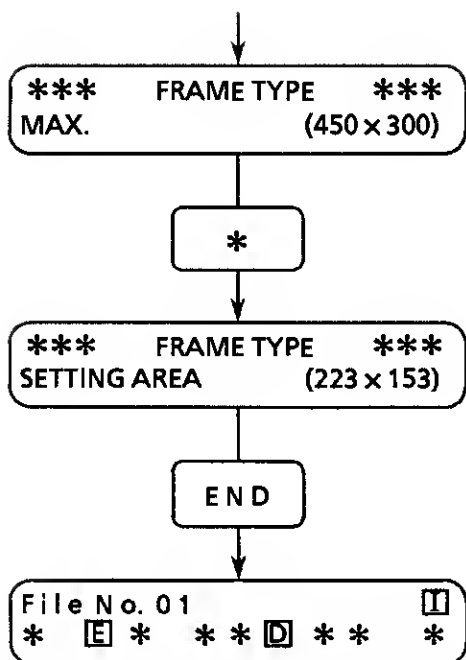 *** FRAME TYPE ***
MAX. (450 x 300)
*
*** FRAME TYPE ***
SETTING AREA (223 x 153)
END
File No. 01 I
* E * * * D * * *